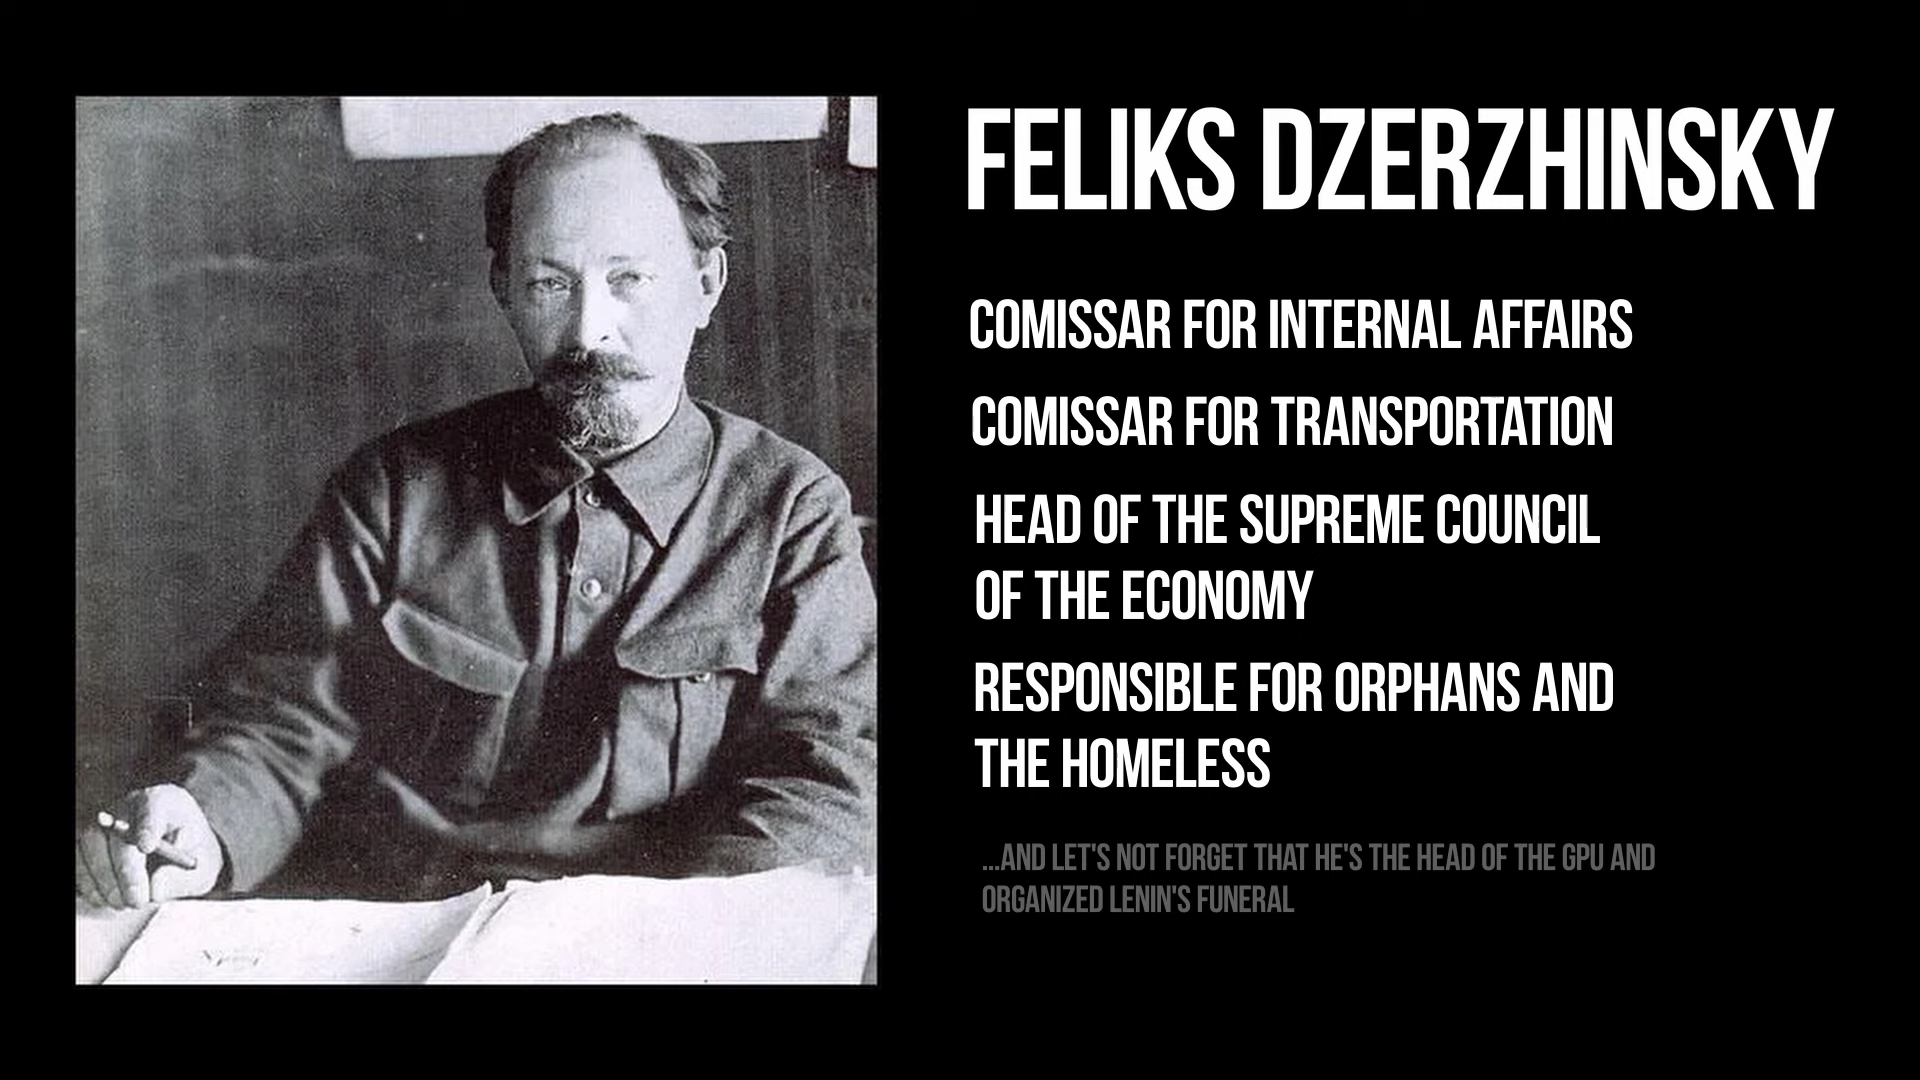 FELIKS DZERZHINSKY
COMISSAR FOR INTERNAL AFFAIRS
COMISSAR FOR TRANSPORTATION
HEAD OF THE SUPREME COUNCIL
OF THE ECONOMY
RESPONSIBLE FOR ORPHANS AND
THE HOMELESS
...AND LET'S NOT FORGET THAT HE'S THE HEAD OF THE GPU AND
ORGANIZED LENIN'S FUNERAL